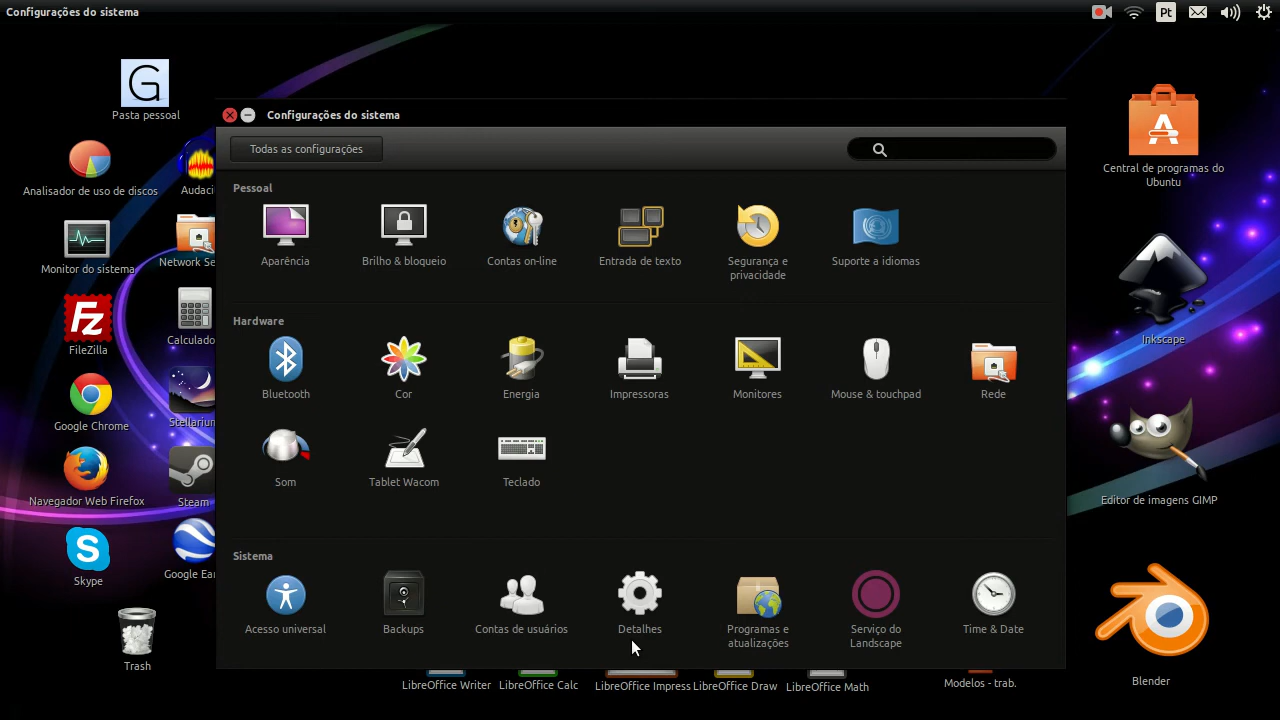 Configurações do sistema
Pt
G
Pasta pessoal
Analisador de uso de discos
Audaci
Monitor do sistema
Network Se
Fz
FileZilla
Calculado
Google Chrome
Stellarium
Navegador Web Firefox
Steam
S
Skype
Google Ear
Trash
Configurações do sistema
Todas as configurações
Pessoal
Aparência
Brilho & bloqueio
Contas on-line
Entrada de texto
Segurança e
privacidade
Suporte a idiomas
Hardware
Bluetooth
Cor
Energia
Impressoras
Monitores
Mouse & touchpad
Rede
Som
Tablet Wacom
Teclado
Sistema
Acesso universal
Backups
Contas de usuários
Detalhes
Programas e
atualizações
Serviço do
Landscape
Time & Date
LibreOffice Writer
LibreOffice Calc
LibreOffice Impress
LibreOffice Draw
LibreOffice Math
Modelos - trab.
Central de programas do
Ubuntu
Inkscape
Editor de imagens GIMP
Blender